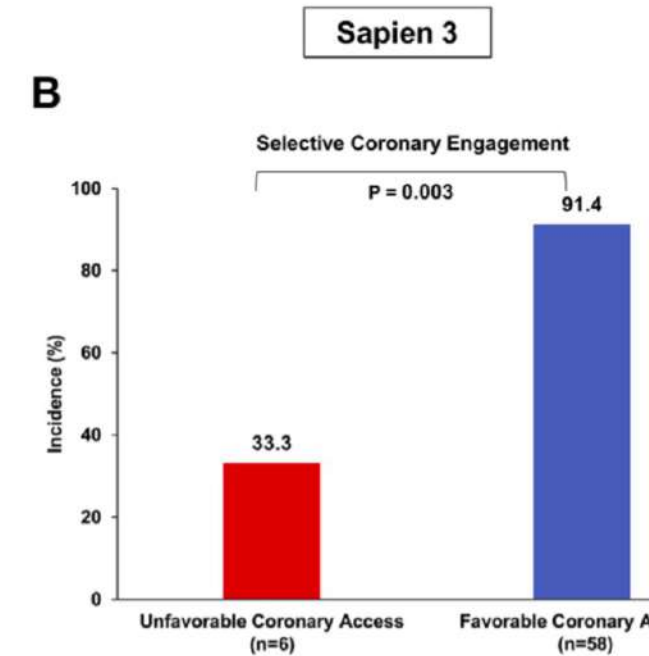 Sapien 3
B
Selective Coronary Engagement
P = 0.003
100
91.4
80
60
40
33.3
20
0
Incidence (%)
Unfavorable Coronary Access
(n=6)
Favorable Coronary A
(n=58)